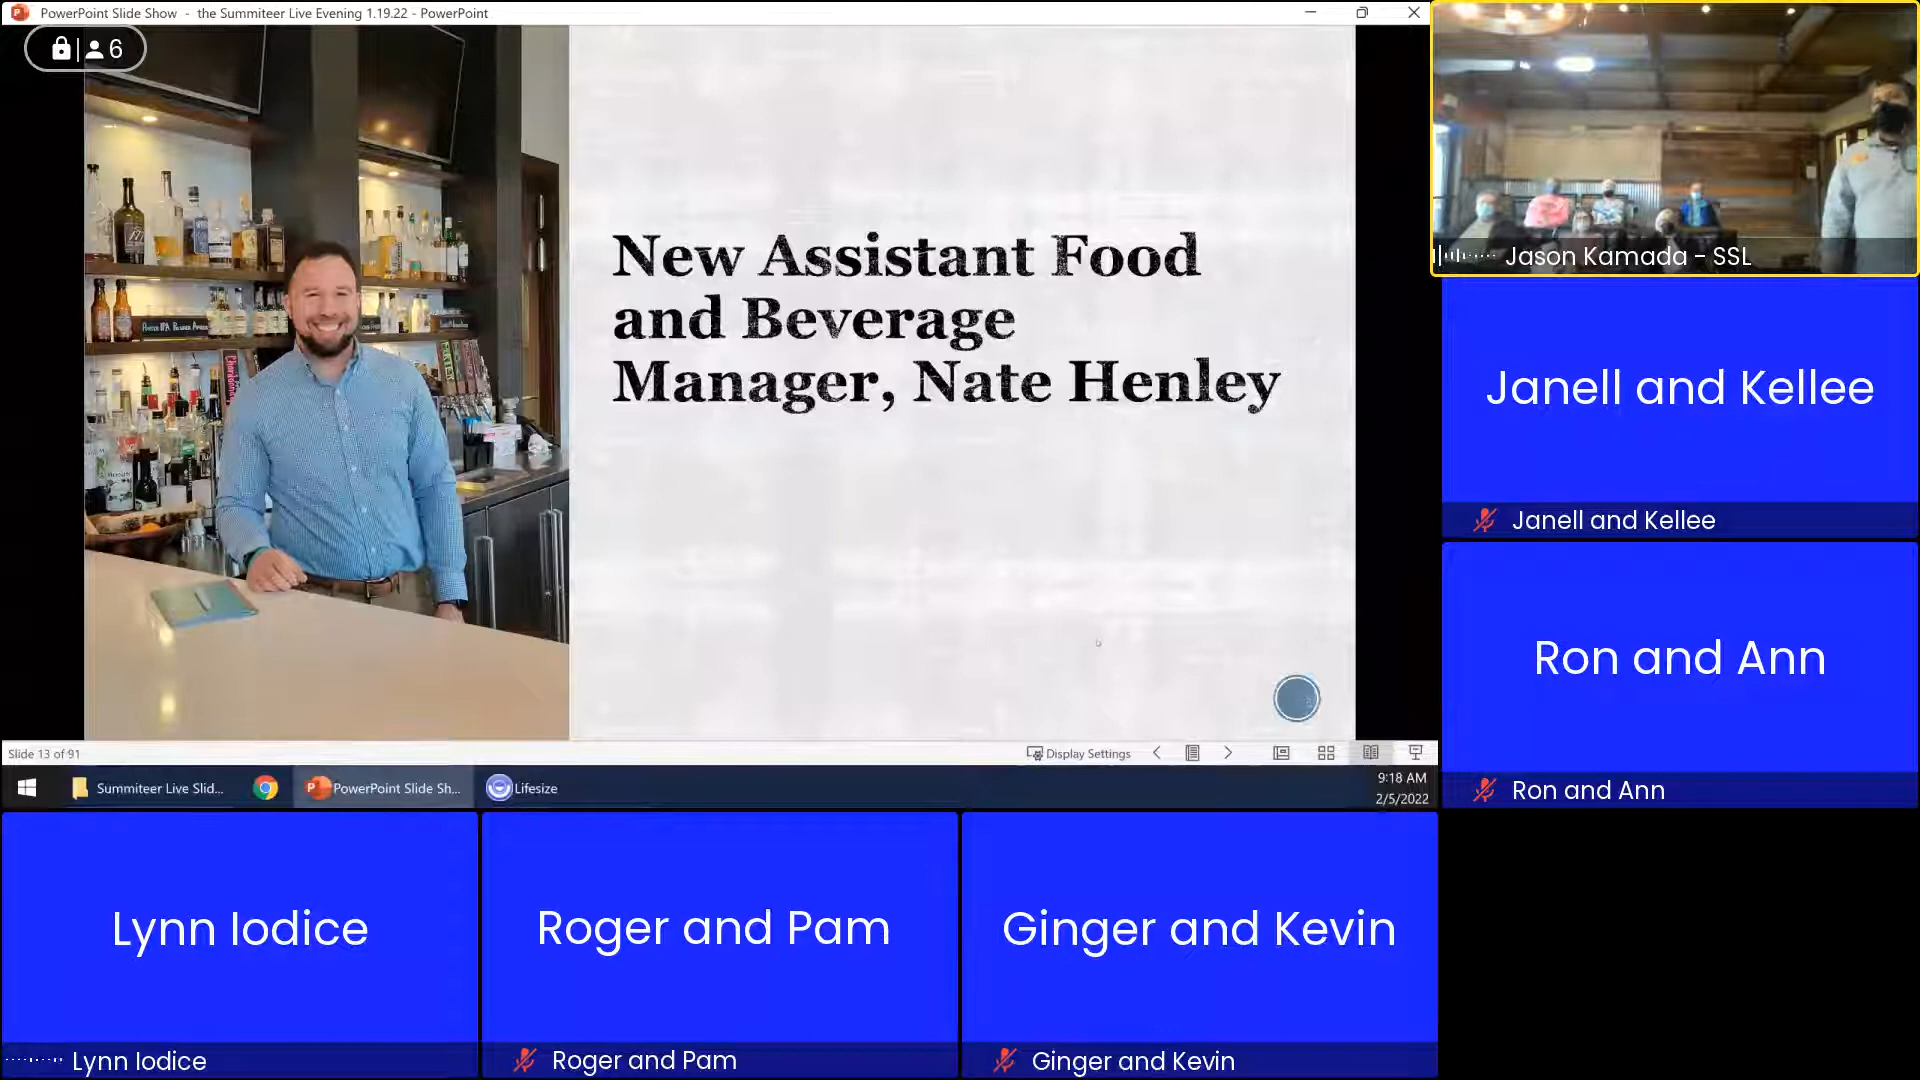 PowerPoint Slide Show - the Summiteer Live Evening 1.19.22 - PowerPoint
6
New Assistant Food
and Beverage
Manager, Nate Henley
Jason Kamada - SSL
Janell and Kellee
Janell and Kellee
Ron and Ann
Ron and Ann
Slide 13 of 91
Display Settings
Summiteer Live Slid...
PowerPoint Slide Sh...
Lifesize
9:18 AM
2/5/2022
Lynn Iodice
Roger and Pam
Ginger and Kevin
Lynn Iodice
Roger and Pam
Ginger and Kevin